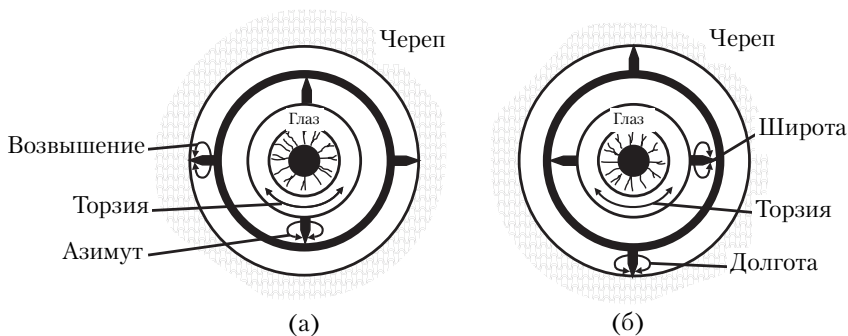 Череп
Глаз
Возвышение
Торзия
Азимут
(а)
Череп
Глаз
Широта
Торзия
Долгота
(б)